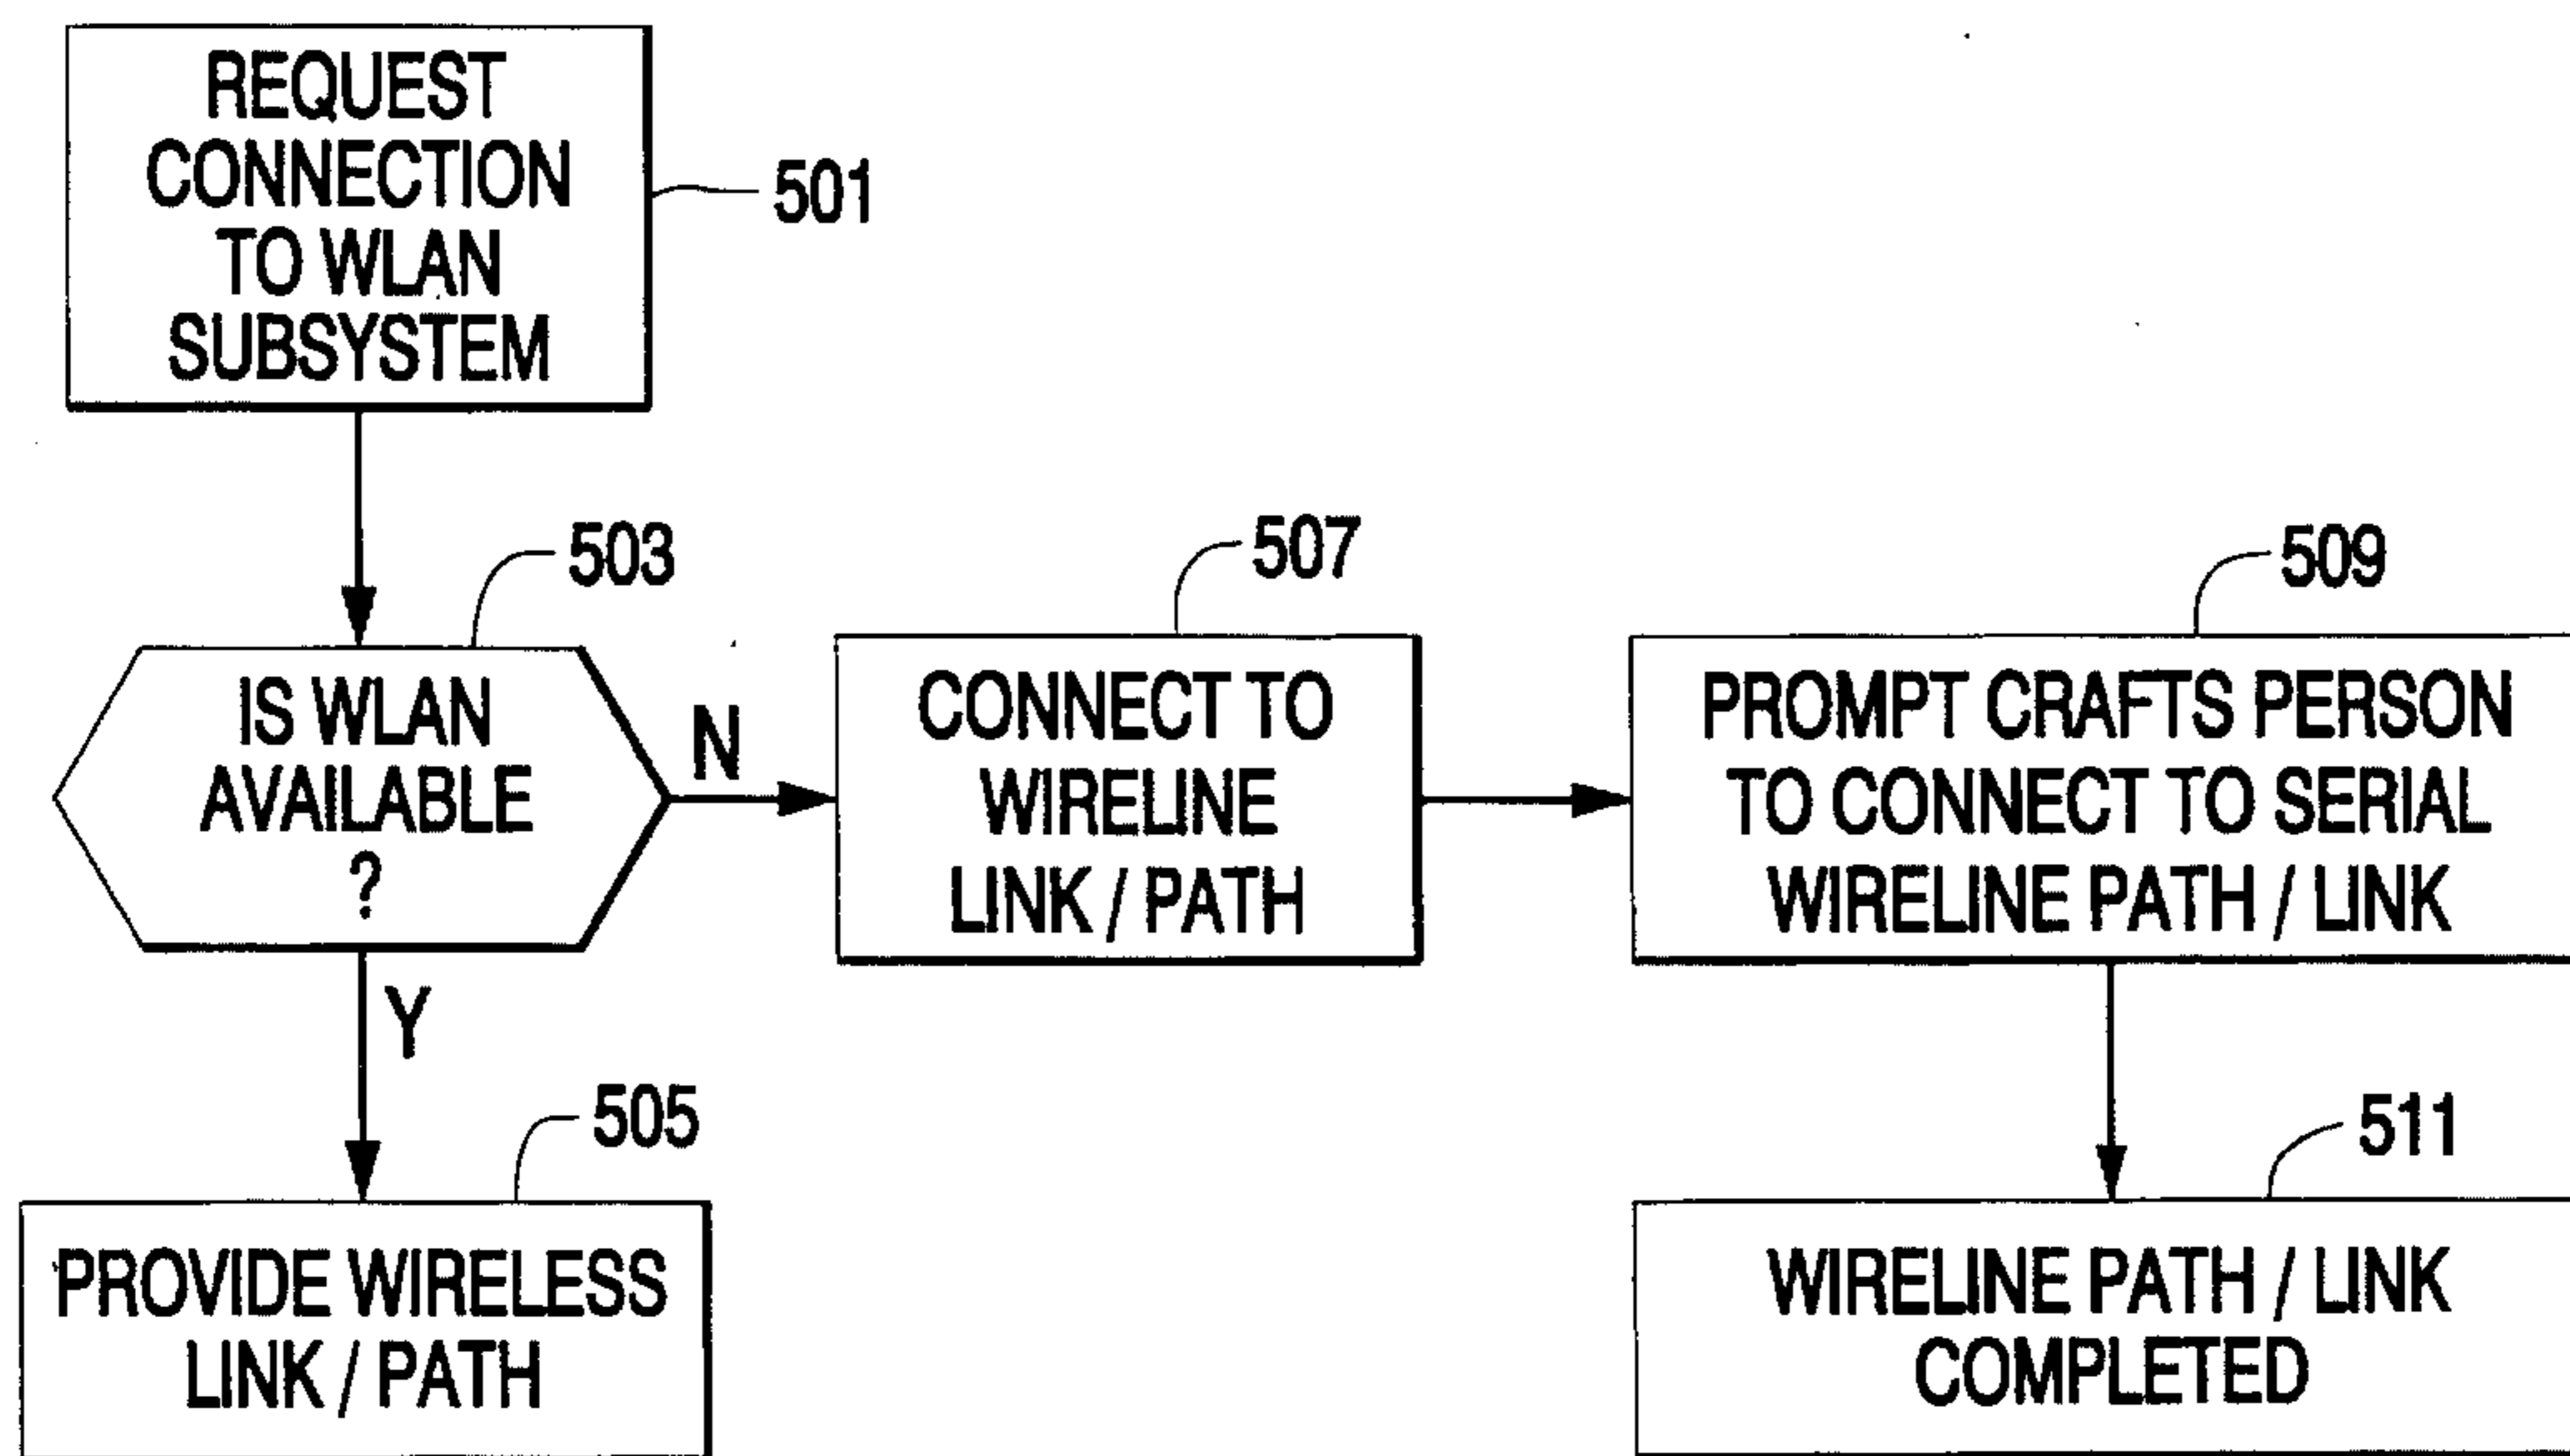 REQUEST
CONNECTION
TO WLAN
SUBSYSTEM
501
503
IS WLAN
AVAILABLE
?
N
Y
507
CONNECT TO
WIRELINE
LINK / PATH
509
PROMPT CRAFTS PERSON
TO CONNECT TO SERIAL
WIRELINE PATH / LINK
505
PROVIDE WIRELESS
LINK / PATH
511
WIRELINE PATH / LINK
COMPLETED